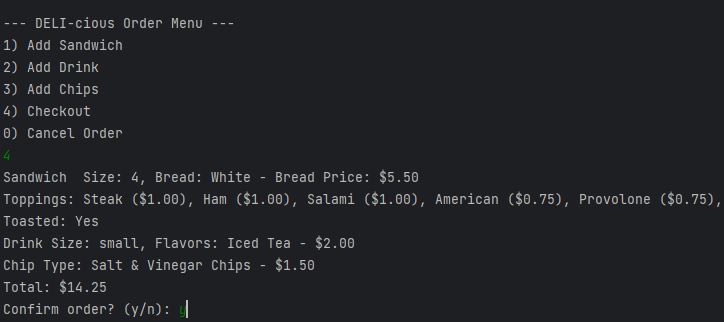 --- DELI-cious Order Menu ---
1) Add Sandwich
2) Add Drink
3) Add Chips
4) Checkout
0) Cancel Order
4
Sandwich  Size: 4, Bread: White - Bread Price: $5.50
Toppings: Steak ($1.00), Ham ($1.00), Salami ($1.00), American ($0.75), Provolone ($0.75),
Toasted: Yes
Drink Size: small, Flavors: Iced Tea - $2.00
Chip Type: Salt & Vinegar Chips - $1.50
Total: $14.25
Confirm order? (y/n): y